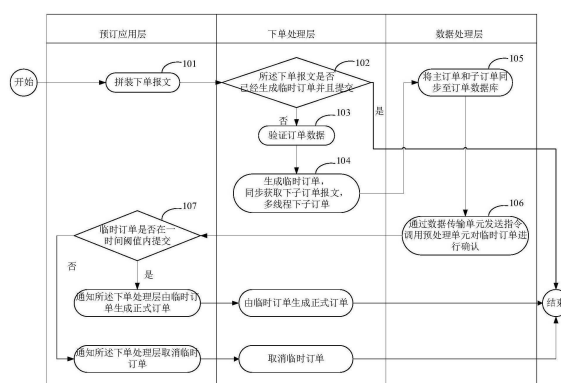 预订应用层
下单处理层
数据处理层
开始
101
拼装下单报文
102
所述下单报文是否
已经生成临时订单并且提交
是
否
103
验证订单数据
104
生成临时订单,
同步获取下子订单报文,
多线程下子订单
105
将主订单和子订单同
步至订单数据库
106
通过数据传输单元发送指令
调用预处理单元对临时订单进
行确认
107
临时订单是否在一
时间阈值内提交
否
是
通知所述下单处理层由临时订
单生成正式订单
由临时订单生成正式订单
结束
通知所述下单处理层取消临时
订单
取消临时订单